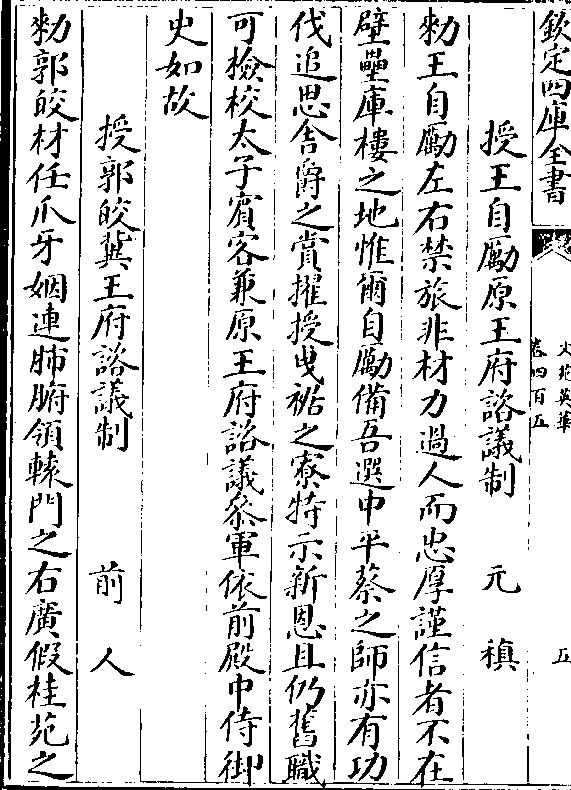 欽定四庫全書
文苑英華
卷四百五
五
授王自勵原王府諮議制 元稹
勑王自勵左右禁旅非材力過人而忠厚謹信者不在
壁壘庫樓之地惟爾自勵備吾選中平蔡之師亦有功
伐追思舍爵之賞擢授曳裾之寮特示新恩且仍舊職
可撿校太子賓客兼原王府諮議叅軍依前殿中侍御
史如故
授郭皎冀王府諮議制 前人
勑郭皎材任爪牙姻連肺腑領轅門之右廣假桂苑之